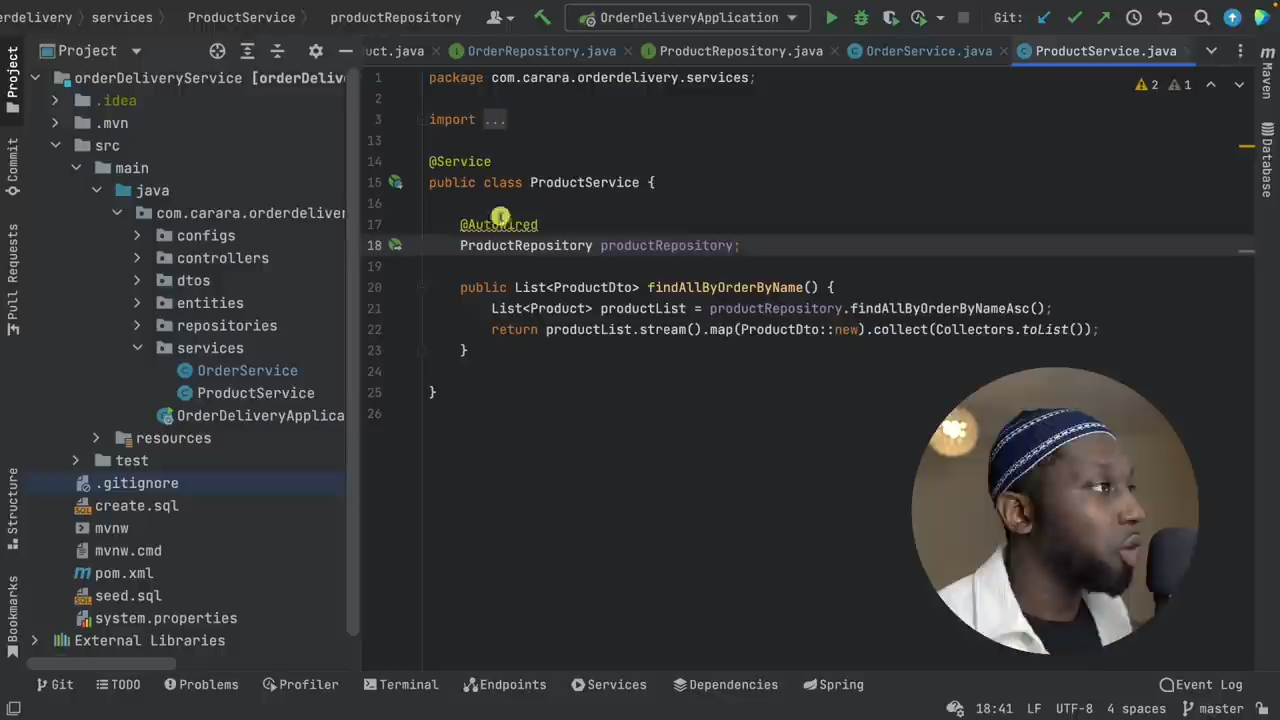 orderdelivery
services
ProductService
productRepository
OrderDeliveryApplication
Git:
Project
uct.java
OrderRepository.java
ProductRepository.java
OrderService.java
ProductService.java
Project
Commit
Pull Requests
Structure
Bookmarks
orderDeliveryService
.idea
.mvn
src
main
java
configs
controllers
dtos
entities
repositories
services
OrderService
ProductService
resources
test
.gitignore
create.sql
mvnw
mvnw.cmd
pom.xml
seed.sql
system.properties
External Libraries
1 package com.carara.orderdelivery.services;
2
3 import ...
13
14 @Service
15 public class ProductService {
16
17 @Autowired
18 ProductRepository productRepository;
19
20 public List<ProductDto> findAllByOrderByName() {
21 List<Product> productList = productRepository.findAllByOrderByNameAsc();
22 return productList.stream().map(ProductDto::new).collect(Collectors.toList());
23 }
24
25 }
26
2 1
m Maven
Database
Git
TODO
Problems
Profiler
Terminal
Endpoints
Services
Dependencies
Spring
Event Log
18:41 LF UTF-8 4 spaces master